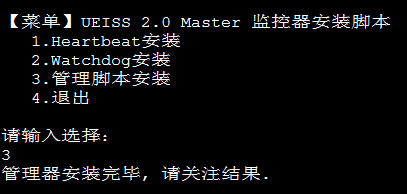 【菜单】UEISS 2.0 Master 监控器安装脚本
1.Heartbeat安装
2.Watchdog安装
3.管理脚本安装
4.退出
请输入选择：
3
管理器安装完毕, 请关注结果.